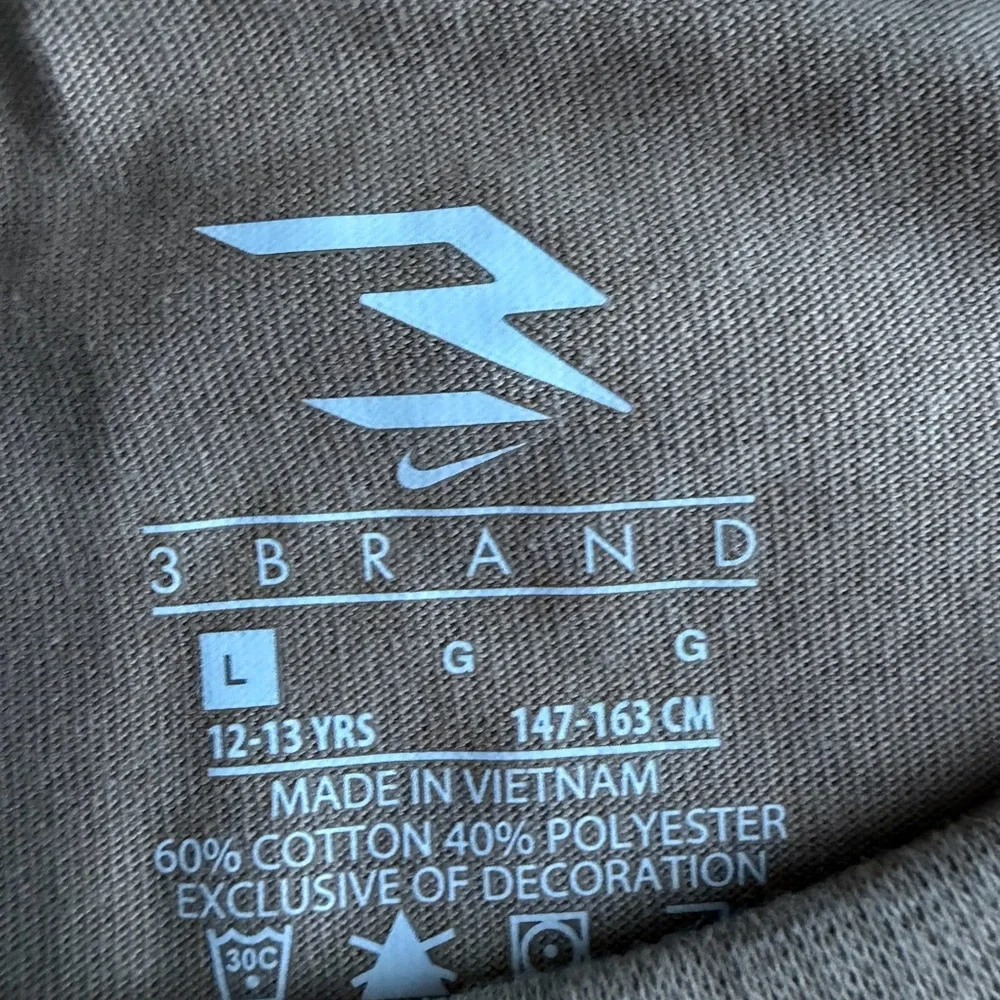 3 BRAND
L G G
12-13 YRS 147-163 CM
MADE IN VIETNAM
60% COTTON 40% POLYESTER
EXCLUSIVE OF DECORATION
30C